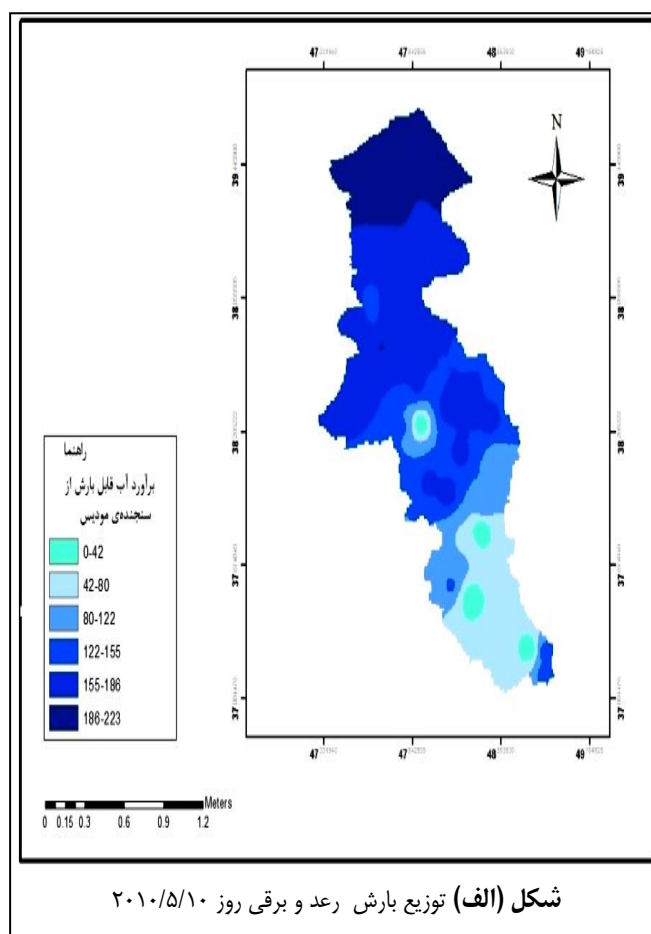 47 47 48 49
N
39
39
38
38
38
38
37
37
37
37
راهنما
برآورد آب قابل بارش از
سنجنده‌ی مودیس
0-42
42-80
80-122
122-155
155-186
186-223
47 47 48 49
Meters
0 0.15 0.3 0.6 0.9 1.2
شکل (الف) توزیع بارش رعد و برقی روز ۲۰۱۰/۵/۱۰